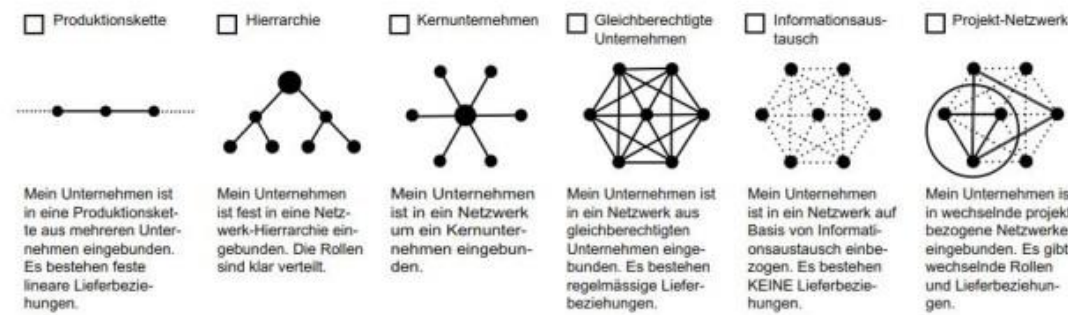 Produktionskette
Hierarchie
Kernunternehmen
Gleichberechtigte
Unternehmen
Informationsaus-
tausch
Projekt-Netzwerk
Mein Unternehmen ist
in eine Produktionsket-
te aus mehreren Unter-
nehmen eingebunden.
Es bestehen feste
lineare Lieferbezie-
hungen.
Mein Unternehmen
ist fest in eine Netz-
werk-Hierarchie ein-
gebunden. Die Rollen
sind klar verteilt.
Mein Unternehmen
ist in ein Netzwerk
um ein Kernunter-
nehmen eingebun-
den.
Mein Unternehmen ist
in ein Netzwerk aus
gleichberechtigten
Unternehmen einge-
bunden. Es bestehen
regelmässige Liefer-
beziehungen.
Mein Unternehmen
ist in ein Netzwerk auf
Basis von Informati-
onsaustausch einbe-
zogen. Es bestehen
KEINE Lieferbezie-
hungen.
Mein Unternehmen is
in wechselnde projekt
bezogene Netzwerke
eingebunden. Es gibt
wechselnde Rollen
und Lieferbeziehun-
gen.